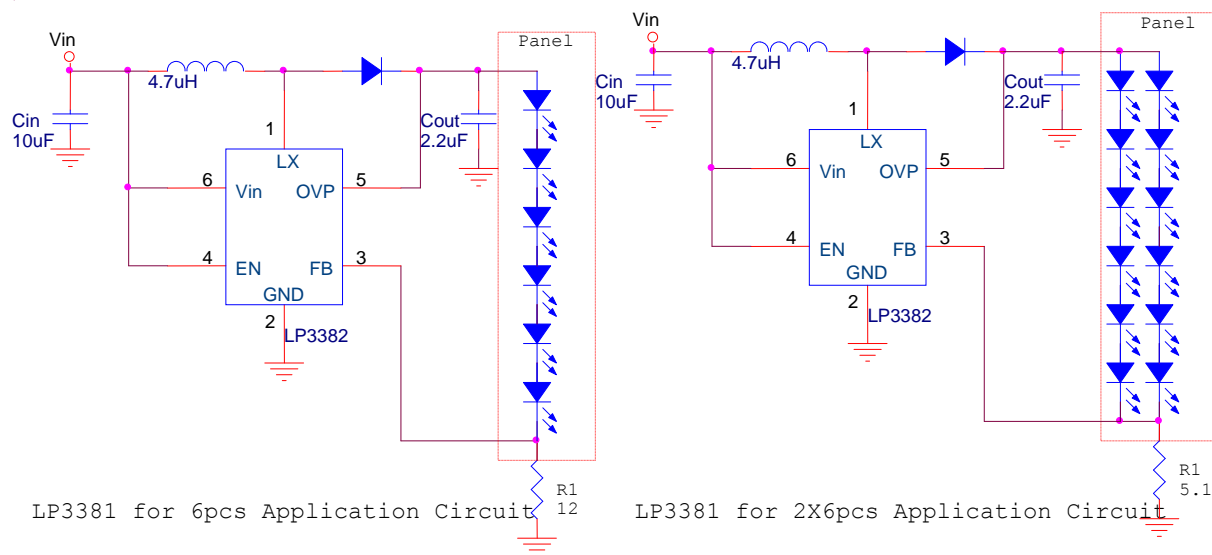 Vin
Panel
4.7uH
Cin
10uF
Cout
2.2uF
1
LX
6
Vin
OVP
5
4
EN
FB
3
GND
2
LP3382
R1
12
LP3381 for 6pcs Application Circuit
Vin
Panel
4.7uH
Cin
10uF
Cout
2.2uF
1
LX
6
Vin
OVP
5
4
EN
FB
3
GND
2
LP3382
R1
5.1
LP3381 for 2X6pcs Application Circuit